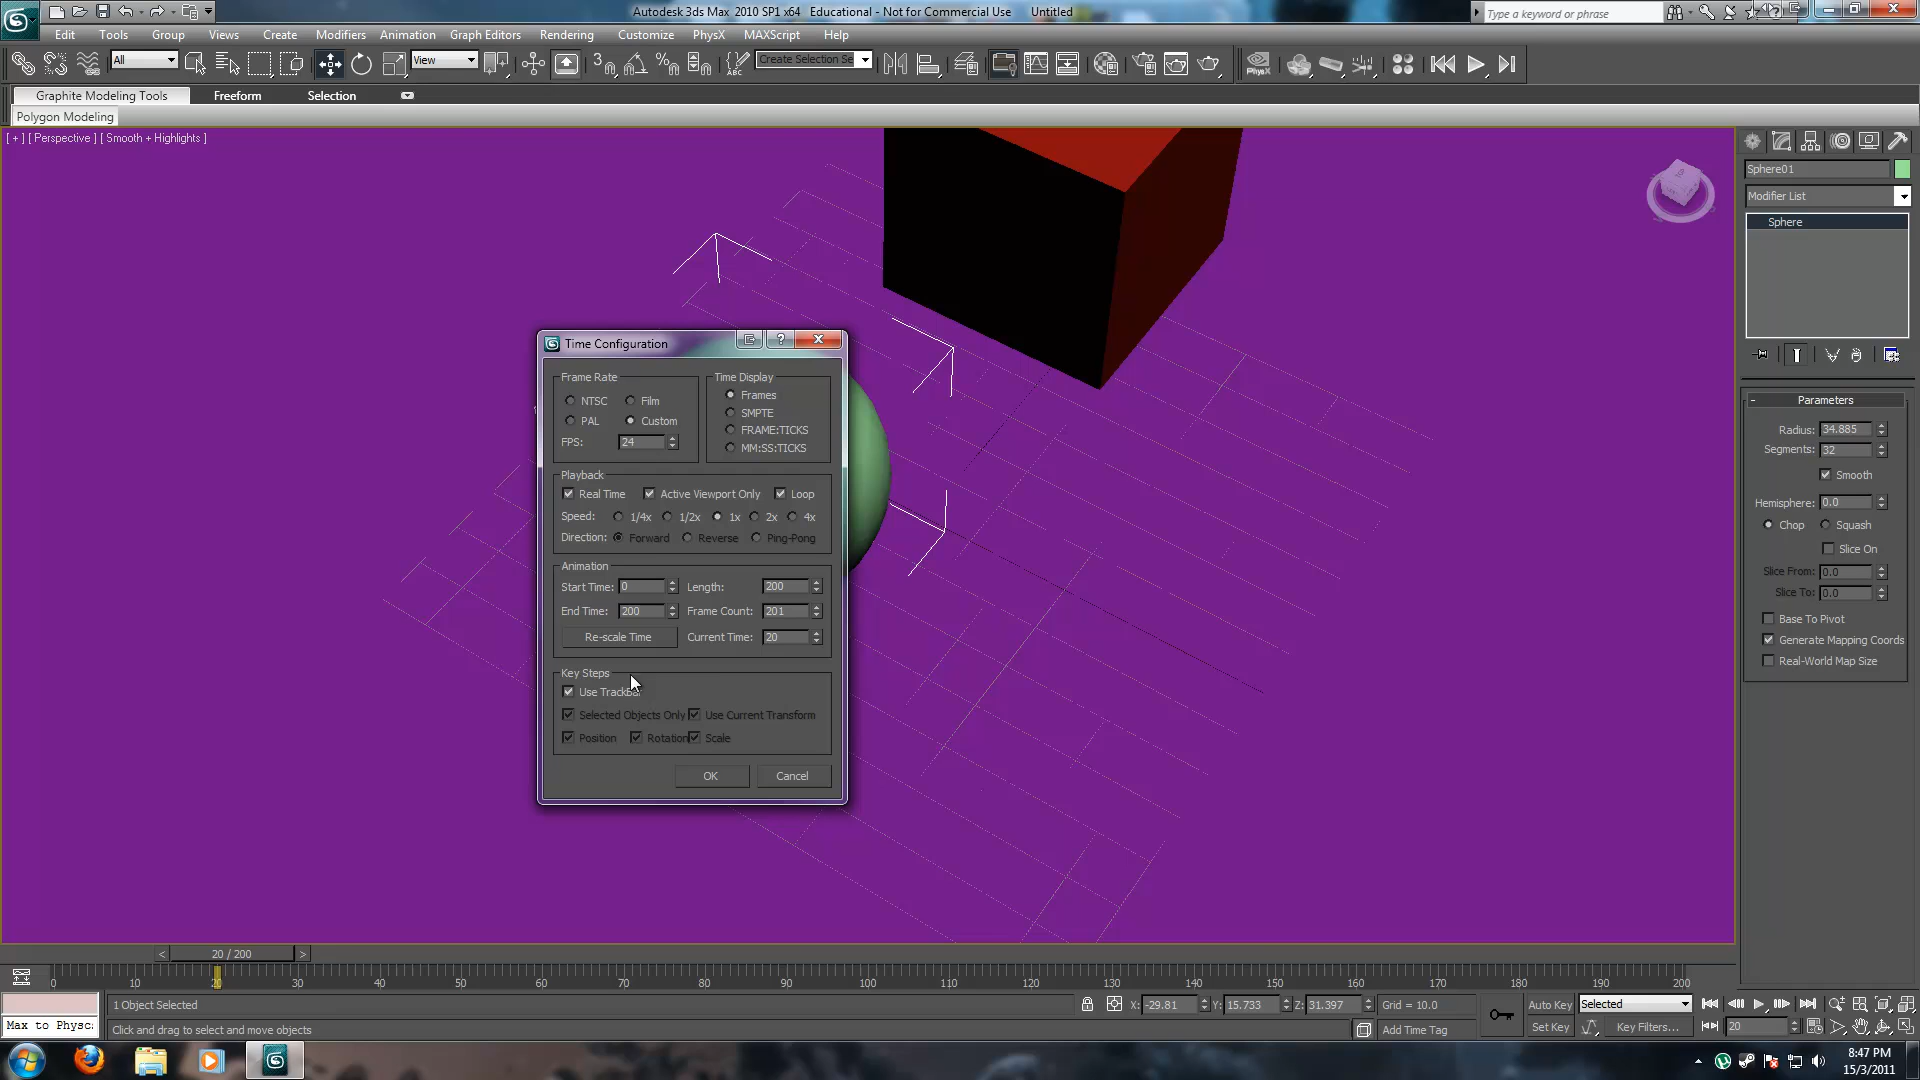 Autodesk 3ds Max 2010 SP1 x64 Educational - Not for Commercial Use Untitled
Type a keyword or phrase
Edit Tools Group Views Create Modifiers Animation Graph Editors Rendering Customize PhysX MAXScript Help
All View 3 Create Selection Se PhysX
Graphite Modeling Tools Freeform Selection
Polygon Modeling
[ + ] [ Perspective ] [ Smooth + Highlights ]
Sphere01
Modifier List
Sphere
Time Configuration
Frame Rate
NTSC Film
PAL Custom
FPS: 24
Time Display
Frames
SMPTE
FRAME:TICKS
MM:SS:TICKS
Playback
Real Time Active Viewport Only Loop
Speed: 1/4x 1/2x 1x 2x 4x
Direction: Forward Reverse Ping-Pong
Animation
Start Time: 0 Length: 200
End Time: 200 Frame Count: 201
Re-scale Time Current Time: 20
Key Steps
Use TrackBar
Selected Objects Only Use Current Transform
Position Rotation Scale
OK Cancel
- Parameters
Radius: 34.885
Segments: 32
Smooth
Hemisphere: 0.0
Chop Squash
Slice On
Slice From: 0.0
Slice To: 0.0
Base To Pivot
Generate Mapping Coords
Real-World Map Size
< 20 / 200 >
0 10 20 30 40 50 60 70 80 90 100 110 120 130 140 150 160 170 180 190 200
1 Object Selected X: -29.81 Y: 15.733 Z: 31.397 Grid = 10.0 Auto Key Selected
Max to Physc: Click and drag to select and move objects Add Time Tag Set Key Key Filters... 20
8:47 PM
15/3/2011